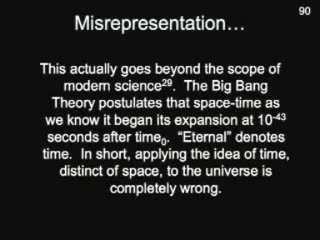 90
Misrepresentation…
This actually goes beyond the scope of
modern science²⁹. The Big Bang
Theory postulates that space-time as
we know it began its expansion at 10⁻⁴³
seconds after time₀. “Eternal” denotes
time. In short, applying the idea of time,
distinct of space, to the universe is
completely wrong.